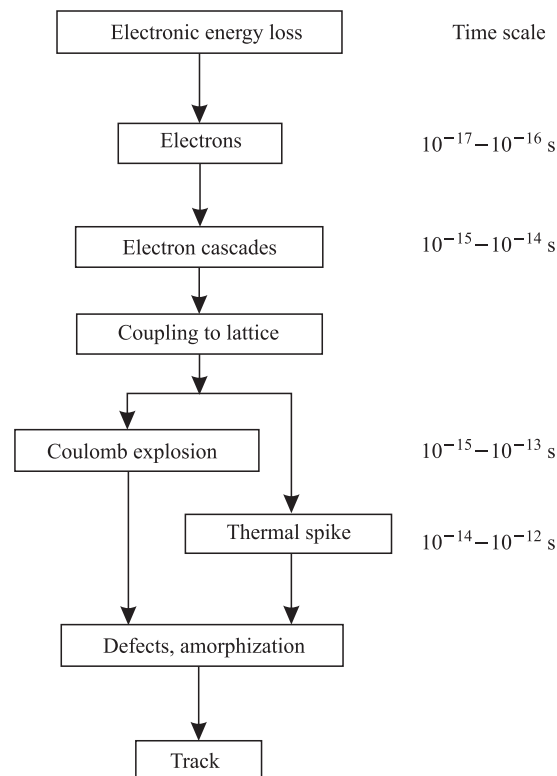 Electronic energy loss
Time scale
Electrons
10⁻¹⁷–10⁻¹⁶ s
Electron cascades
10⁻¹⁵–10⁻¹⁴ s
Coupling to lattice
Coulomb explosion
10⁻¹⁵–10⁻¹³ s
Thermal spike
10⁻¹⁴–10⁻¹² s
Defects, amorphization
Track